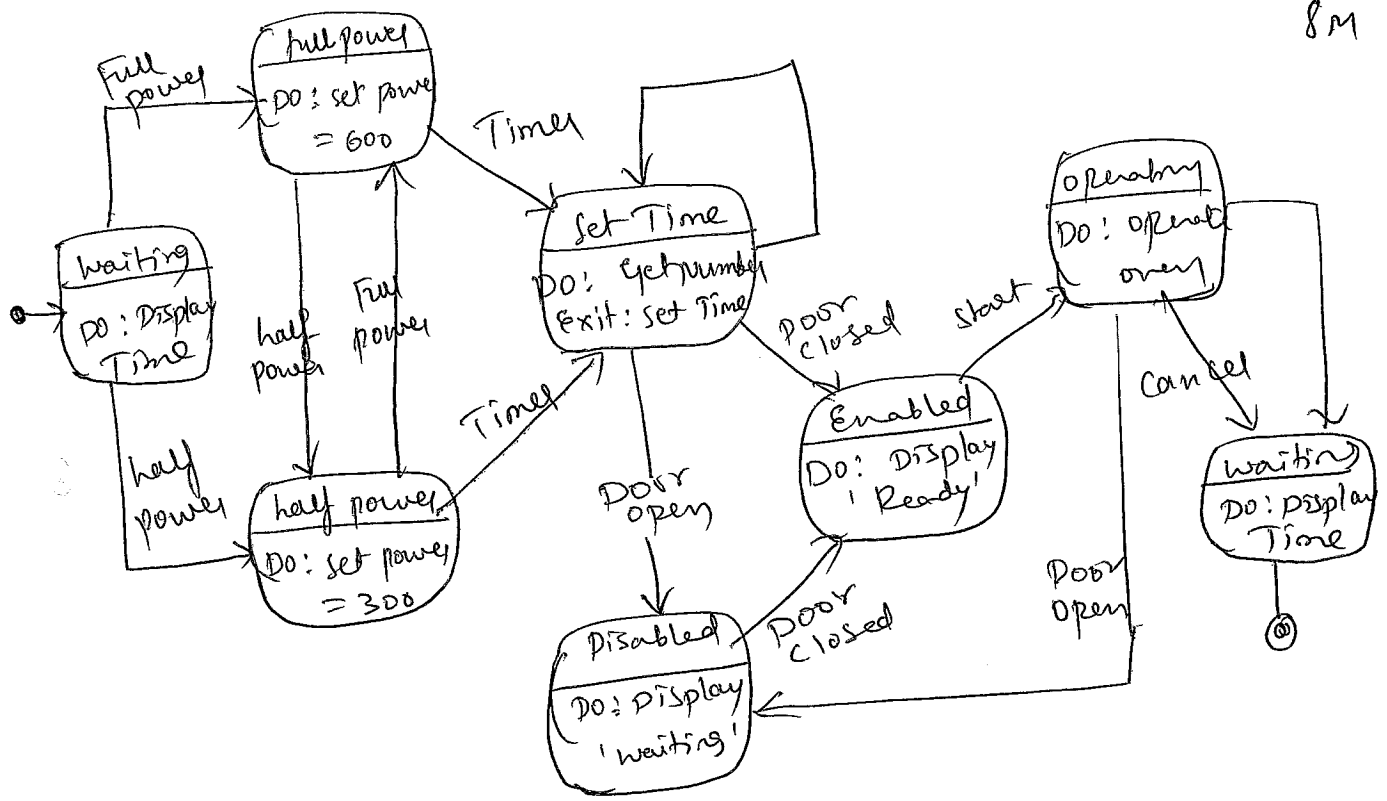 8M
full power
DO : set power
= 600
Full
power
Timer
Set Time
DO: Getnumber
Exit: set Time
operating
DO: operate
oven
Waiting
DO : Display
Time
half
power
Full
power
Door
closed
start
Cancel
Enabled
DO: Display
' Ready'
waiting
DO: Display
Time
half
power
Timer
Door
open
half power
DO: set power
= 300
Door
open
Disabled
DO: Display
'waiting'
Door
closed